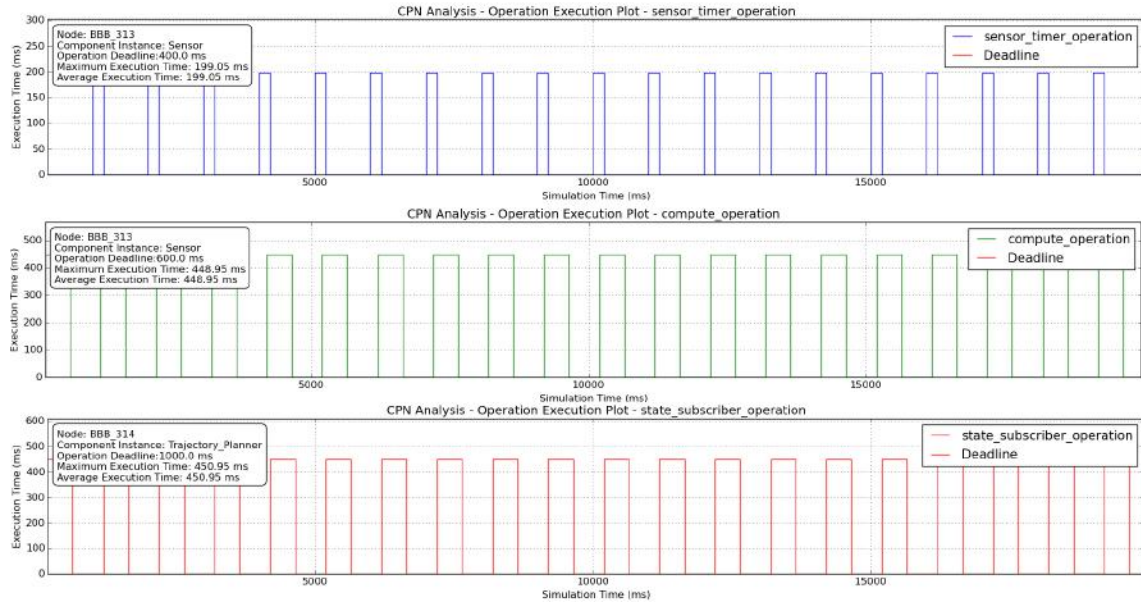 CPN Analysis - Operation Execution Plot - sensor_timer_operation
300
250
200
150
100
50
0
Execution Time (ms)
Node: BBB_313
Component Instance: Sensor
Operation Deadline:400.0 ms
Maximum Execution Time: 199.05 ms
Average Execution Time: 199.05 ms
sensor_timer_operation
Deadline
5000
10000
15000
Simulation Time (ms)
CPN Analysis - Operation Execution Plot - compute_operation
500
400
300
200
100
0
Execution Time (ms)
Node: BBB_313
Component Instance: Sensor
Operation Deadline:600.0 ms
Maximum Execution Time: 448.95 ms
Average Execution Time: 448.95 ms
compute_operation
Deadline
5000
10000
15000
Simulation Time (ms)
CPN Analysis - Operation Execution Plot - state_subscriber_operation
600
500
400
300
200
100
0
Execution Time (ms)
Node: BBB_314
Component Instance: Trajectory_Planner
Operation Deadline:1000.0 ms
Maximum Execution Time: 450.95 ms
Average Execution Time: 450.95 ms
state_subscriber_operation
Deadline
5000
10000
15000
Simulation Time (ms)